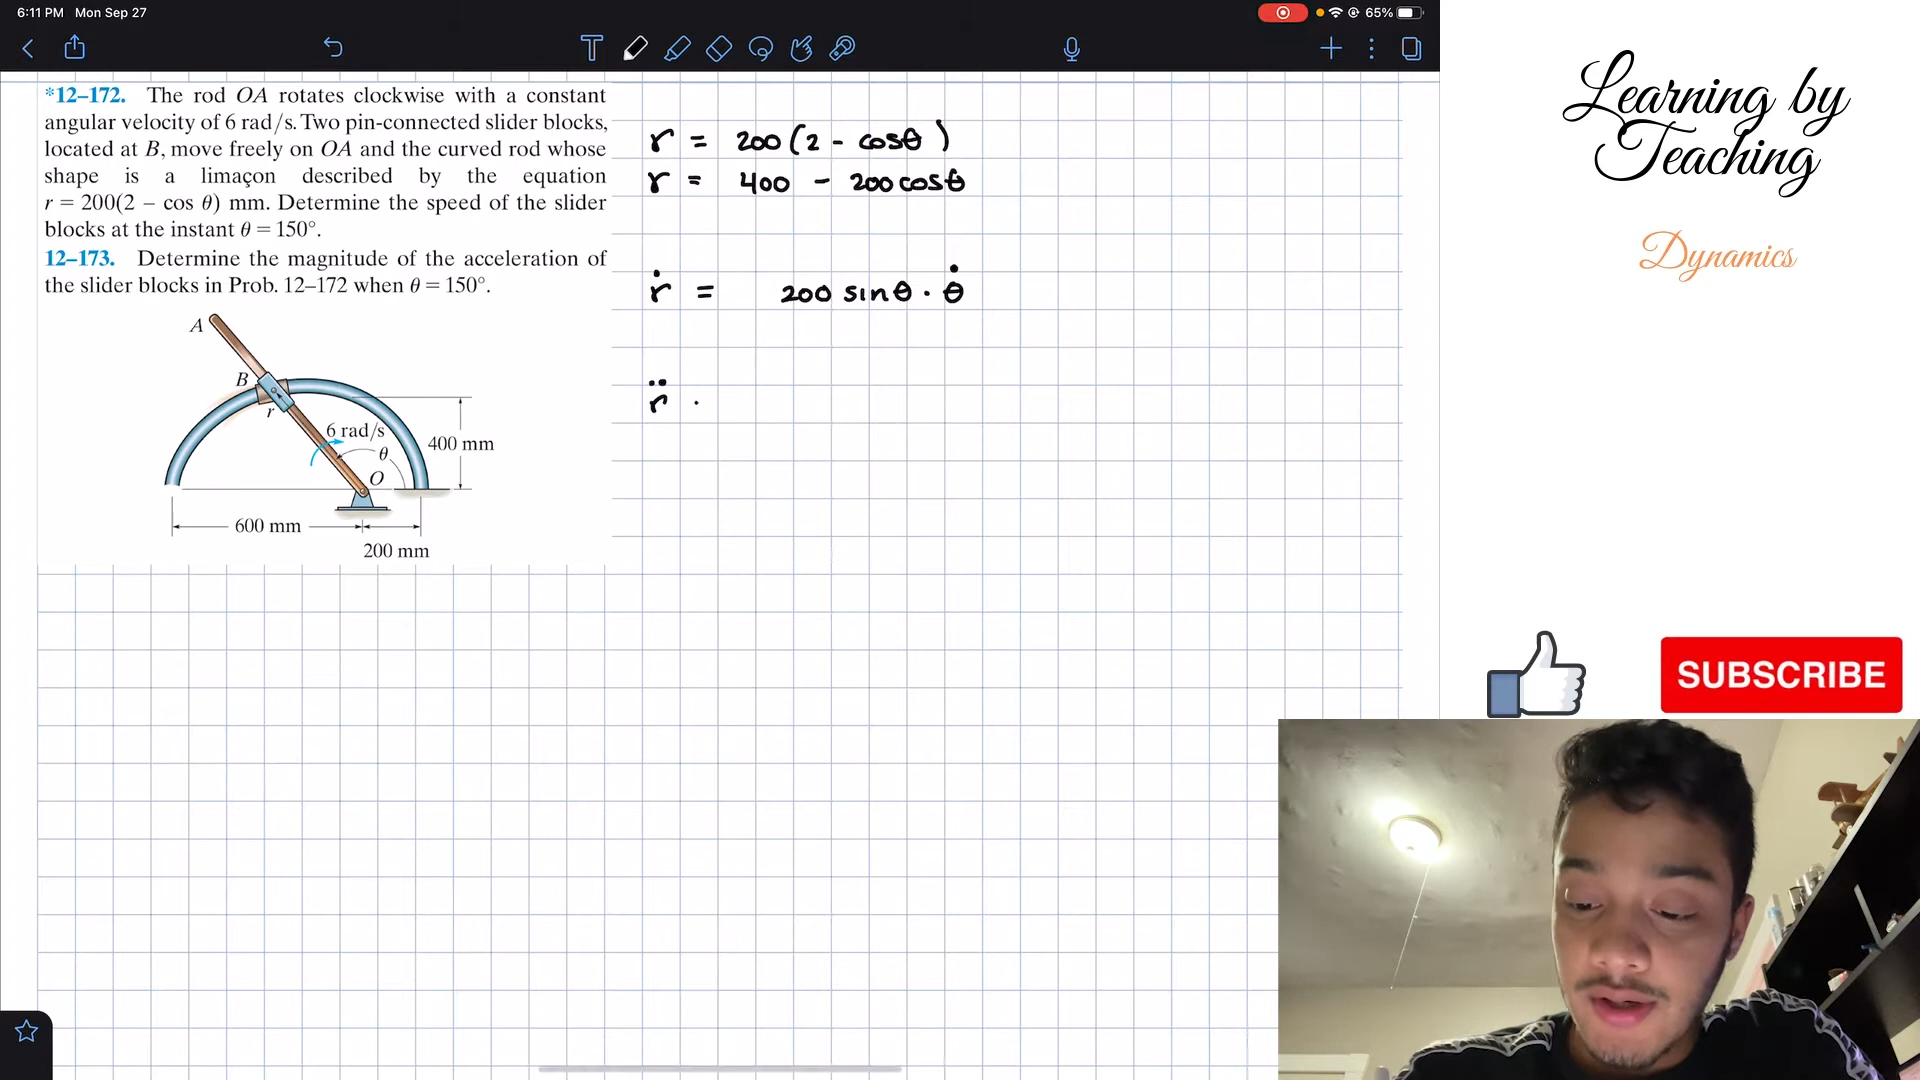 6:11 PM Mon Sep 27
65%
*12–172. The rod OA rotates clockwise with a constant
angular velocity of 6 rad/s. Two pin-connected slider blocks,
located at B, move freely on OA and the curved rod whose
shape is a limaçon described by the equation
r = 200(2 − cos θ) mm. Determine the speed of the slider
blocks at the instant θ = 150°.
12–173. Determine the magnitude of the acceleration of
the slider blocks in Prob. 12–172 when θ = 150°.
A
B
r
6 rad/s
θ
O
400 mm
600 mm
200 mm
r = 200(2 - cosθ)
r = 400 - 200cosθ
ṙ = 200 sinθ · θ̇
r̈ ·
Learning by
Teaching
Dynamics
SUBSCRIBE